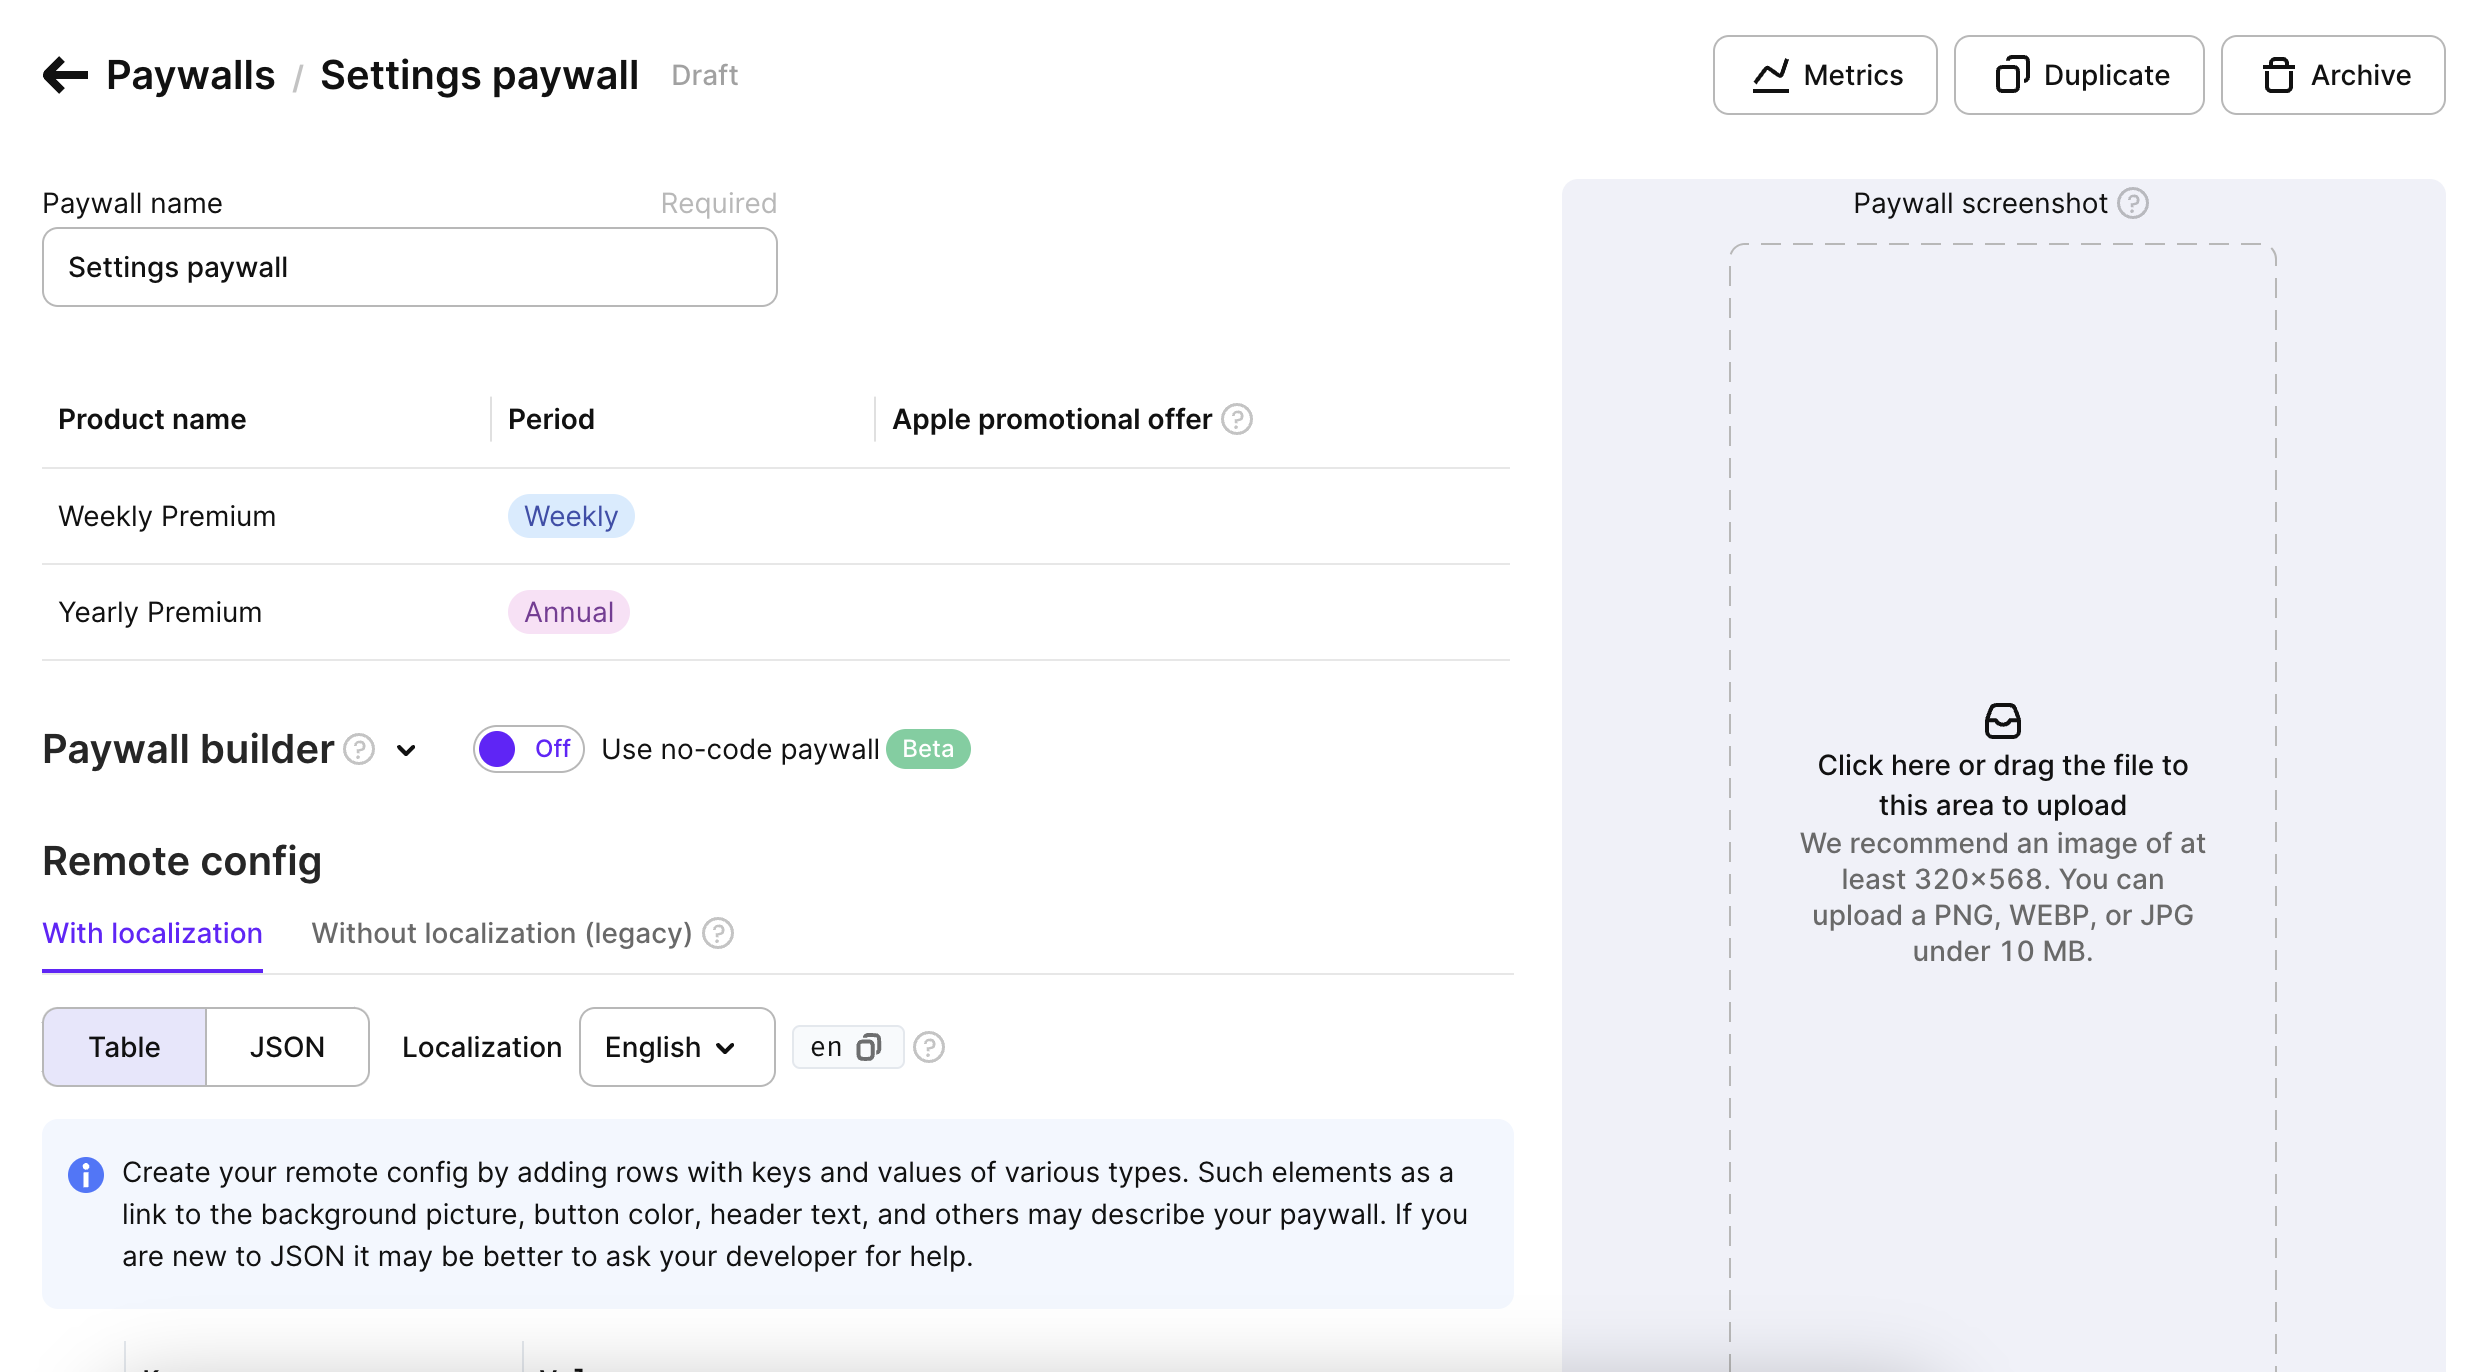 Paywalls / Settings paywall Draft
Metrics
Duplicate
Archive
Paywall name
Required
Settings paywall
Product name
Period
Apple promotional offer ?
Weekly Premium
Weekly
Yearly Premium
Annual
Paywall builder ?
Off
Use no-code paywall Beta
Remote config
With localization
Without localization (legacy) ?
Table
JSON
Localization
English
en
?
Create your remote config by adding rows with keys and values of various types. Such elements as a
link to the background picture, button color, header text, and others may describe your paywall. If you
are new to JSON it may be better to ask your developer for help.
Paywall screenshot ?
Click here or drag the file to
this area to upload
We recommend an image of at
least 320×568. You can
upload a PNG, WEBP, or JPG
under 10 MB.